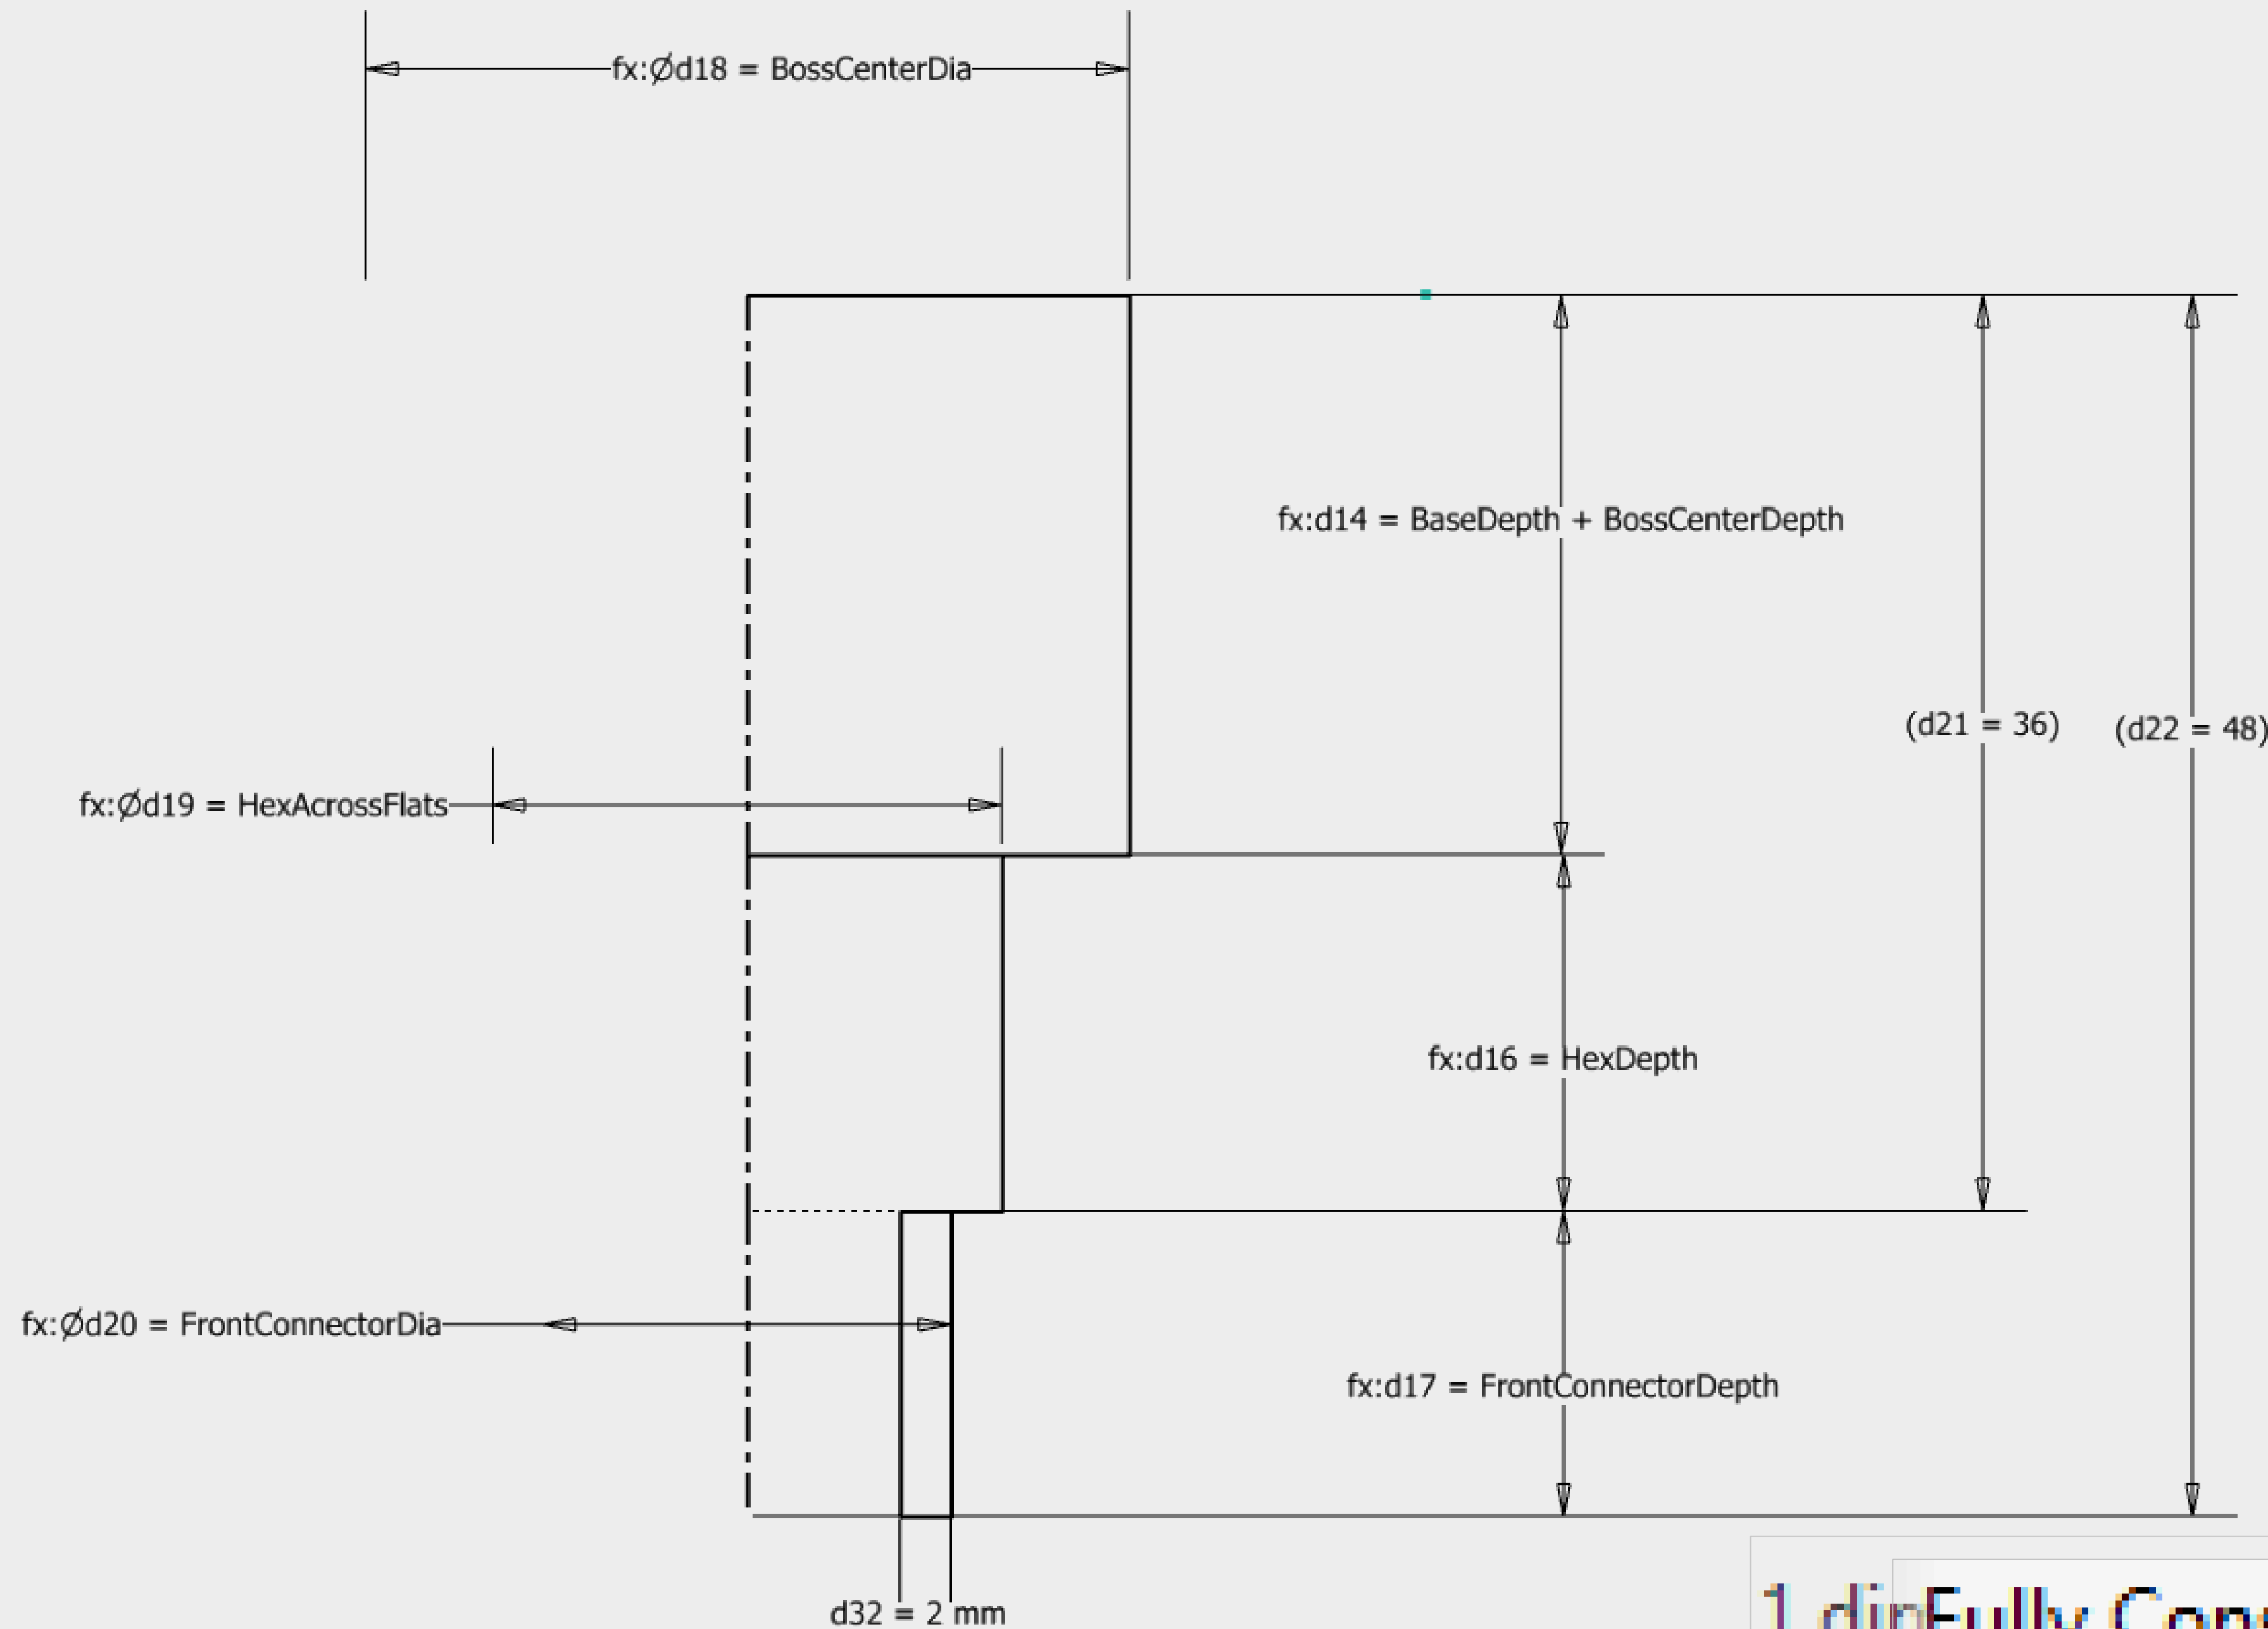 fx:Ød18 = BossCenterDia
fx:d14 = BaseDepth + BossCenterDepth
(d21 = 36)
(d22 = 48)
fx:Ød19 = HexAcrossFlats
fx:d16 = HexDepth
fx:Ød20 = FrontConnectorDia
fx:d17 = FrontConnectorDepth
d32 = 2 mm
Fully